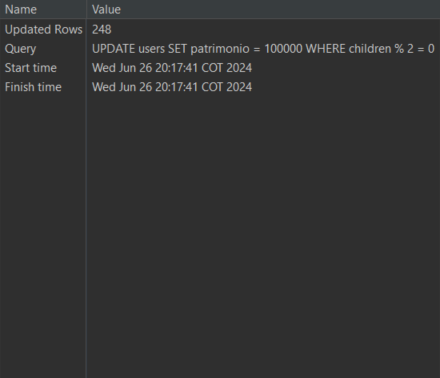 Name Value
Updated Rows 248
Query UPDATE users SET patrimonio = 100000 WHERE children % 2 = 0
Start time Wed Jun 26 20:17:41 COT 2024
Finish time Wed Jun 26 20:17:41 COT 2024